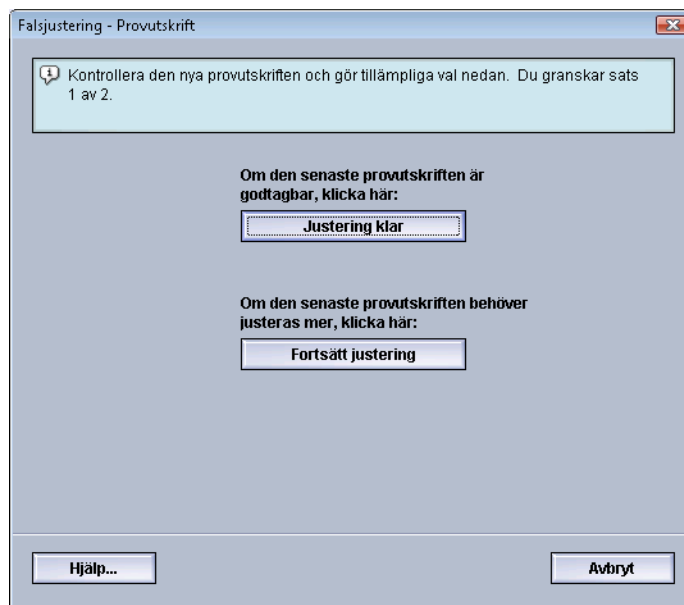 Falsjustering - Provutskrift
Kontrollera den nya provutskriften och gör tillämpliga val nedan. Du granskar sats
1 av 2.
Om den senaste provutskriften är
godtagbar, klicka här:
Justering klar
Om den senaste provutskriften behöver
justeras mer, klicka här:
Fortsätt justering
Hjälp...
Avbryt